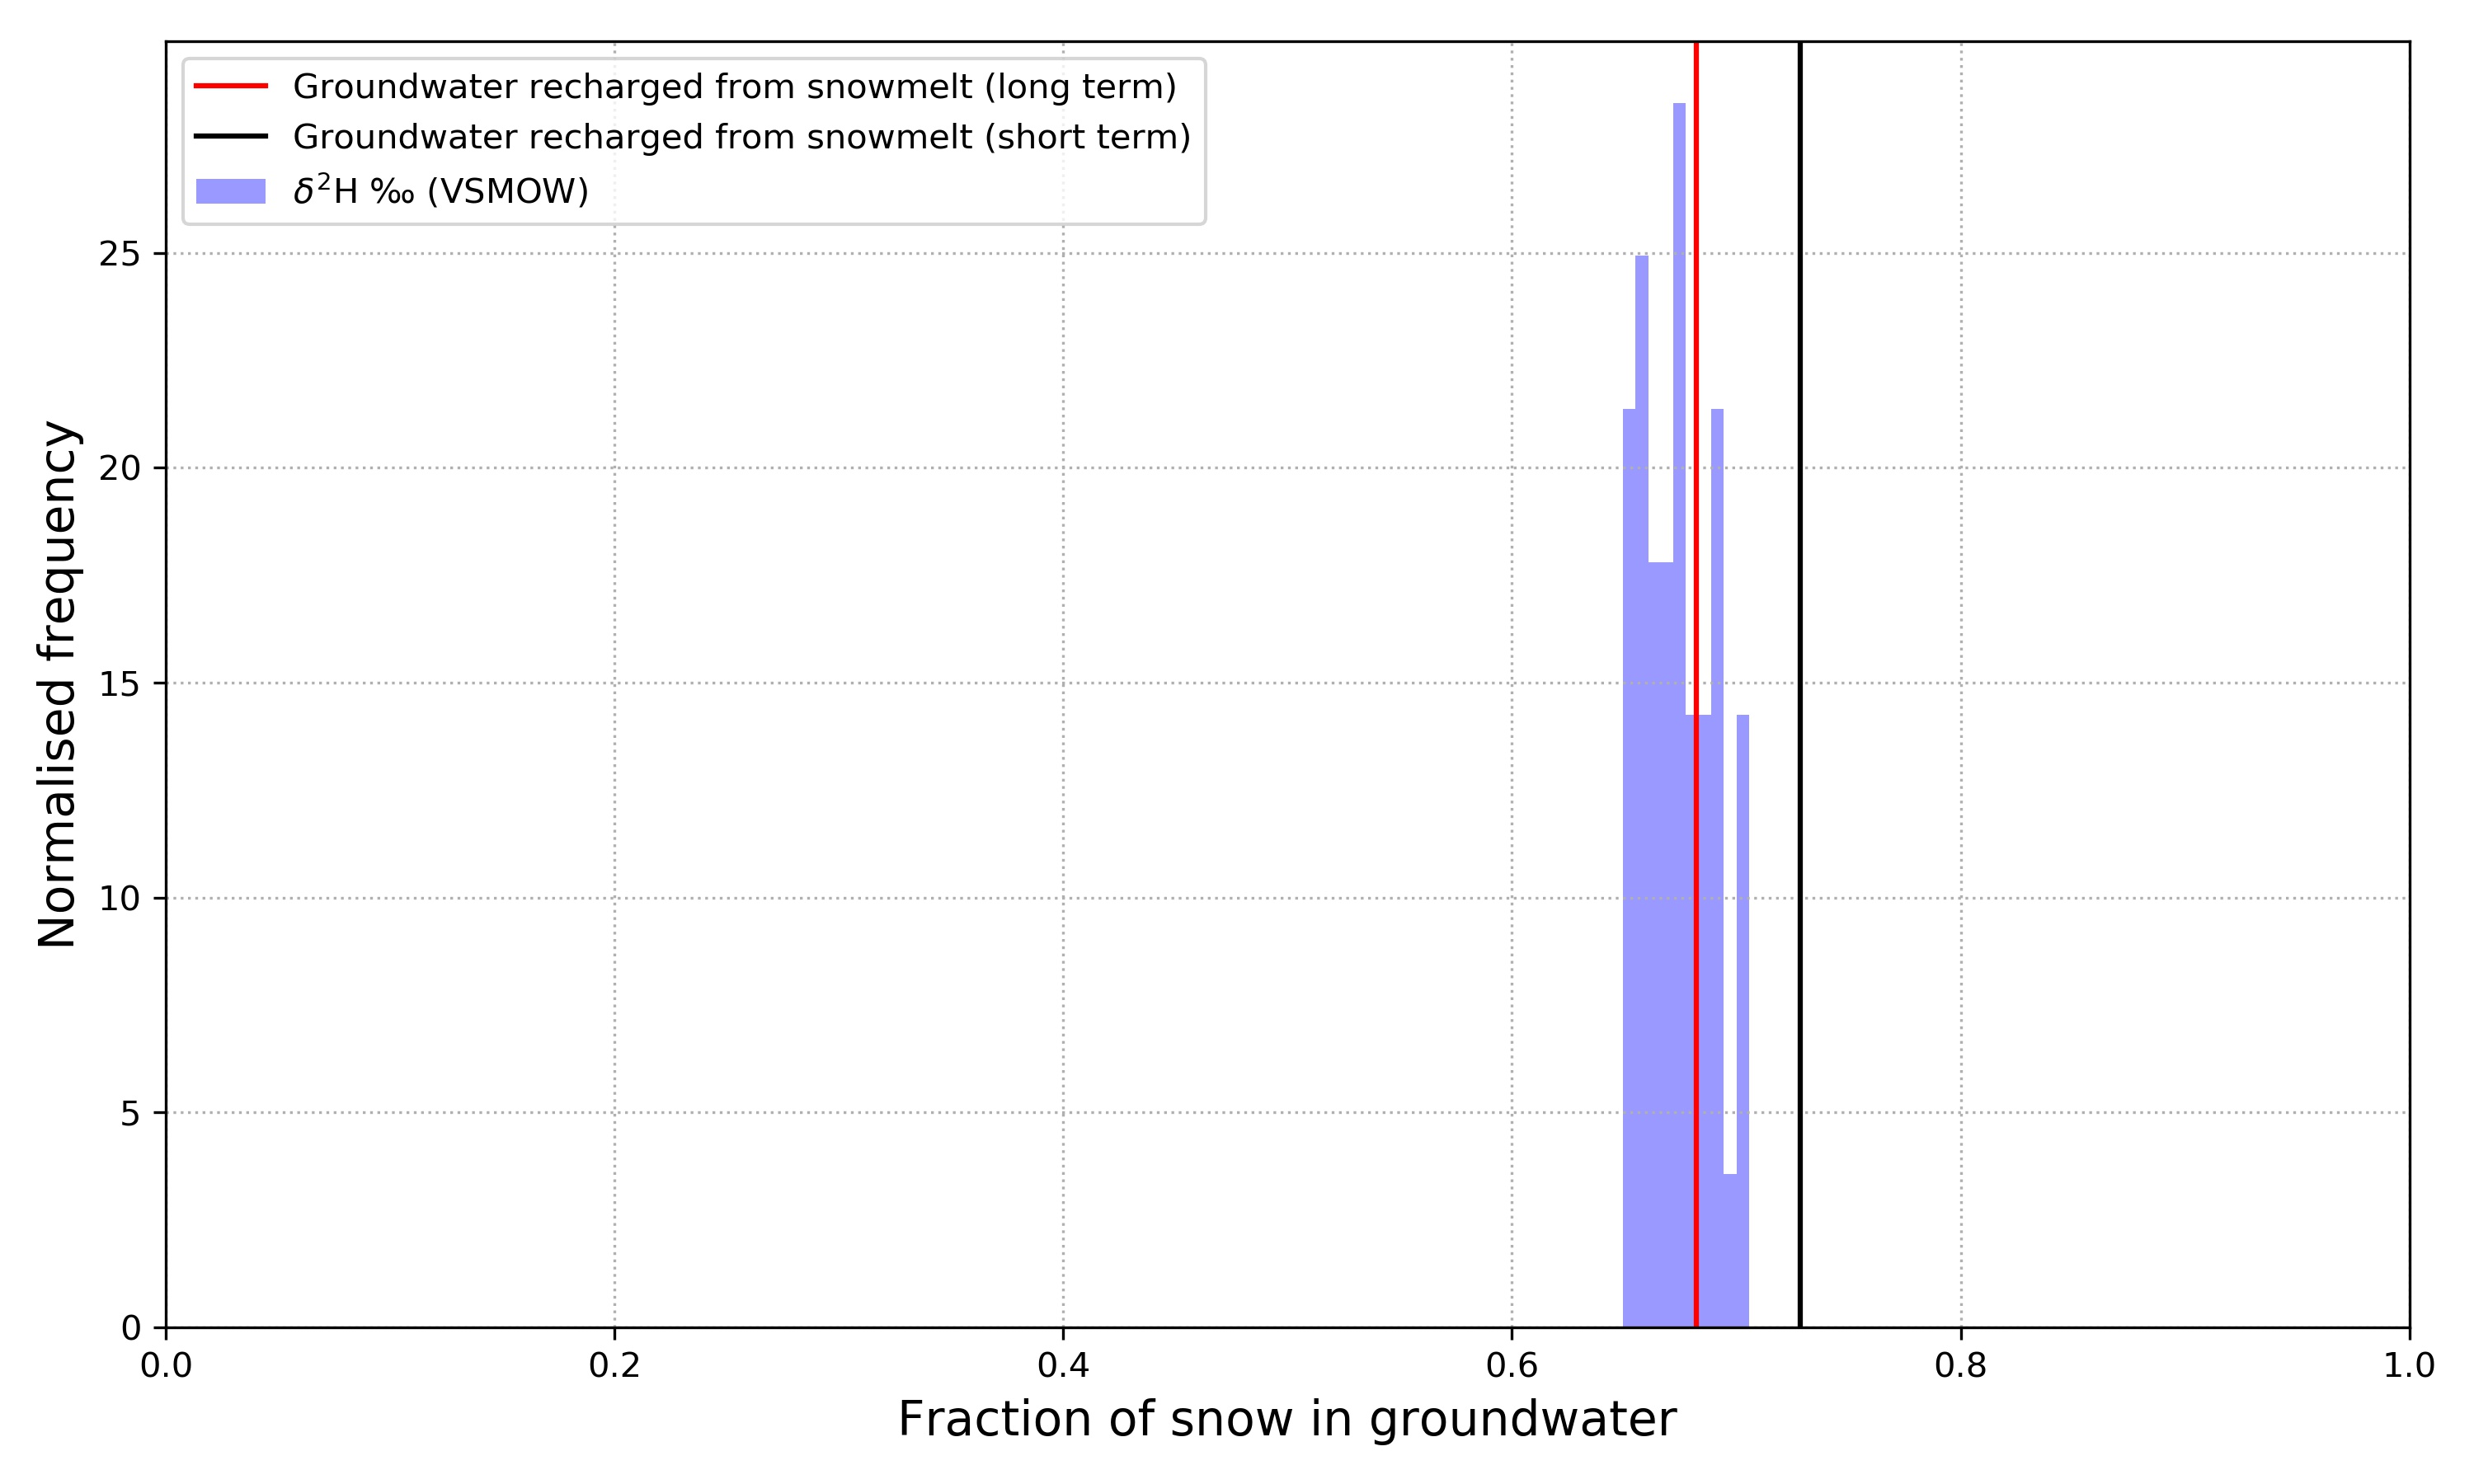 Groundwater recharged from snowmelt (long term)
Groundwater recharged from snowmelt (short term)
δ²H ‰ (VSMOW)
25
20
15
10
5
0
Normalised frequency
0.0 0.2 0.4 0.6 0.8 1.0
Fraction of snow in groundwater